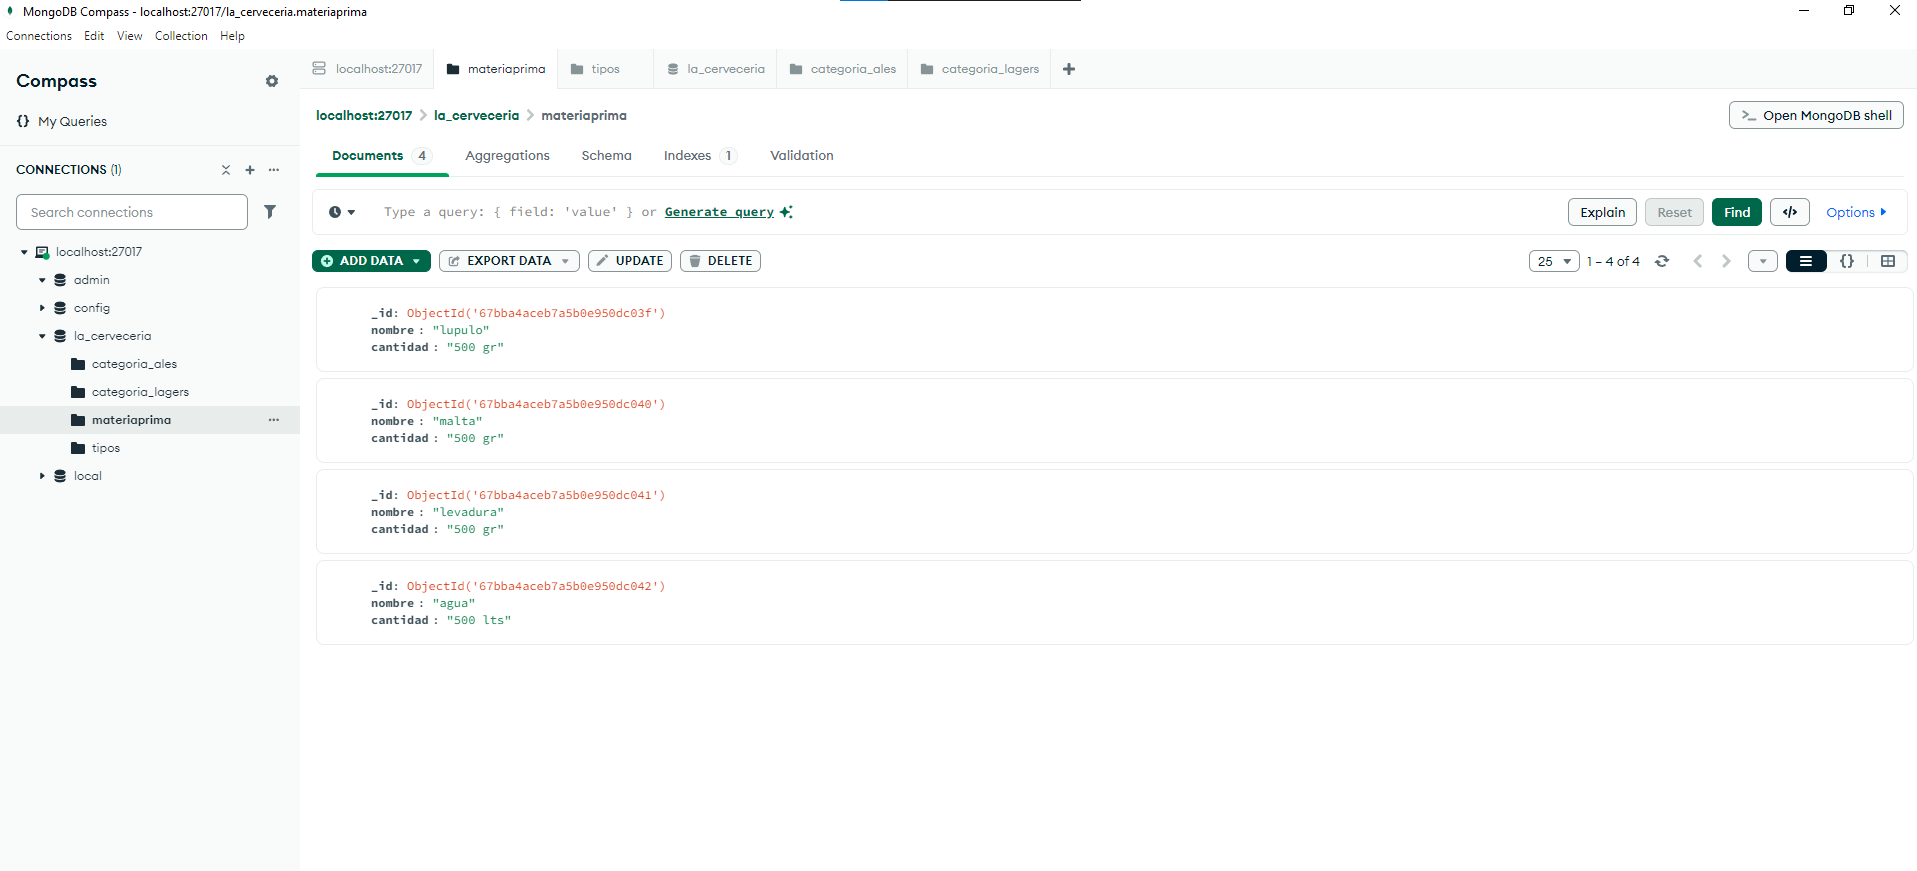 MongoDB Compass - localhost:27017/la_cerveceria.materiaprima
Connections Edit View Collection Help
Compass
{} My Queries
CONNECTIONS (1)
Search connections
localhost:27017
admin
config
la_cerveceria
categoria_ales
categoria_lagers
materiaprima
tipos
local
localhost:27017 materiaprima tipos la_cerveceria categoria_ales categoria_lagers
localhost:27017 > la_cerveceria > materiaprima
>_ Open MongoDB shell
Documents 4 Aggregations Schema Indexes 1 Validation
Type a query: { field: 'value' } or Generate query
Explain Reset Find </> Options
ADD DATA EXPORT DATA UPDATE DELETE
25 1 – 4 of 4 {}
_id: ObjectId('67bba4aceb7a5b0e950dc03f')
nombre : "lupulo"
cantidad : "500 gr"
_id: ObjectId('67bba4aceb7a5b0e950dc040')
nombre : "malta"
cantidad : "500 gr"
_id: ObjectId('67bba4aceb7a5b0e950dc041')
nombre : "levadura"
cantidad : "500 gr"
_id: ObjectId('67bba4aceb7a5b0e950dc042')
nombre : "agua"
cantidad : "500 lts"